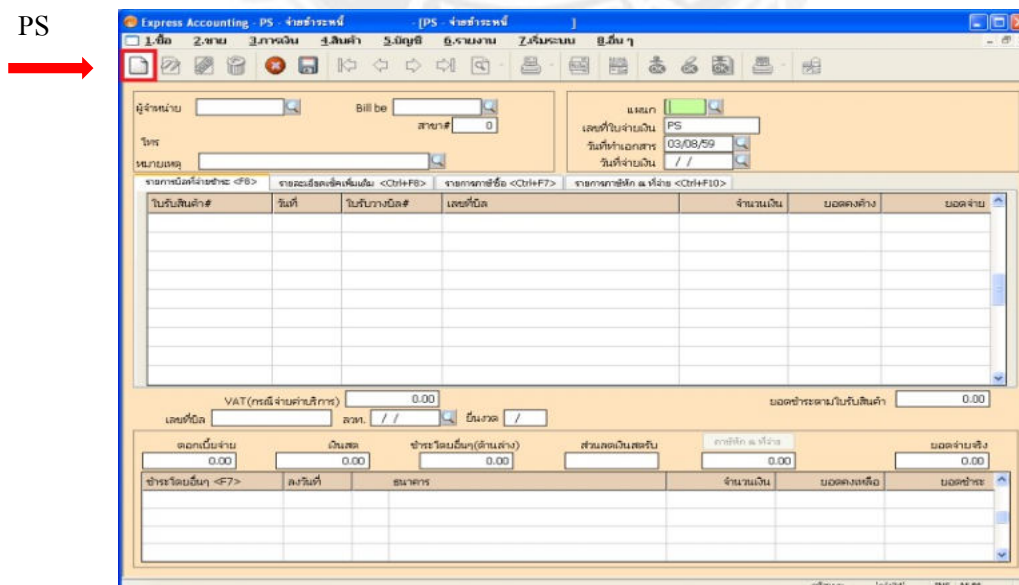 PS
Express Accounting - PS - จ่ายชำระหนี้ - [PS - จ่ายชำระหนี้ ]
1.ซื้อ 2.ขาย 3.การเงิน 4.สินค้า 5.บัญชี 6.รายงาน 7.เริ่มระบบ 8.อื่น ๆ
ผู้จำหน่าย Bill be แผนก
สาขา# 0 เลขที่ใบจ่ายเงิน PS
โทร วันที่ทำเอกสาร 03/08/59
หมายเหตุ วันที่จ่ายเงิน / /
รายการบิลที่จ่ายชำระ <F8> รายละเอียดเช็คเพิ่มเติม <Ctrl+F8> รายการภาษีซื้อ <Ctrl+F7> รายการภาษีหัก ณ ที่จ่าย <Ctrl+F10>
ใบรับสินค้า# วันที่ ใบรับวางบิล# เลขที่บิล จำนวนเงิน ยอดคงค้าง ยอดจ่าย
VAT(กรณีจ่ายค่าบริการ) 0.00 ยอดชำระตามใบรับสินค้า 0.00
เลขที่บิล ลวท. / / ยื่นงวด /
ดอกเบี้ยจ่าย เงินสด ชำระโดยอื่นๆ(ด้านล่าง) ส่วนลดเงินสดรับ ภาษีหัก ณ ที่จ่าย ยอดจ่ายจริง
0.00 0.00 0.00 0.00 0.00
ชำระโดยอื่นๆ <F7> ลงวันที่ ธนาคาร จำนวนเงิน ยอดคงเหลือ ยอดชำระ